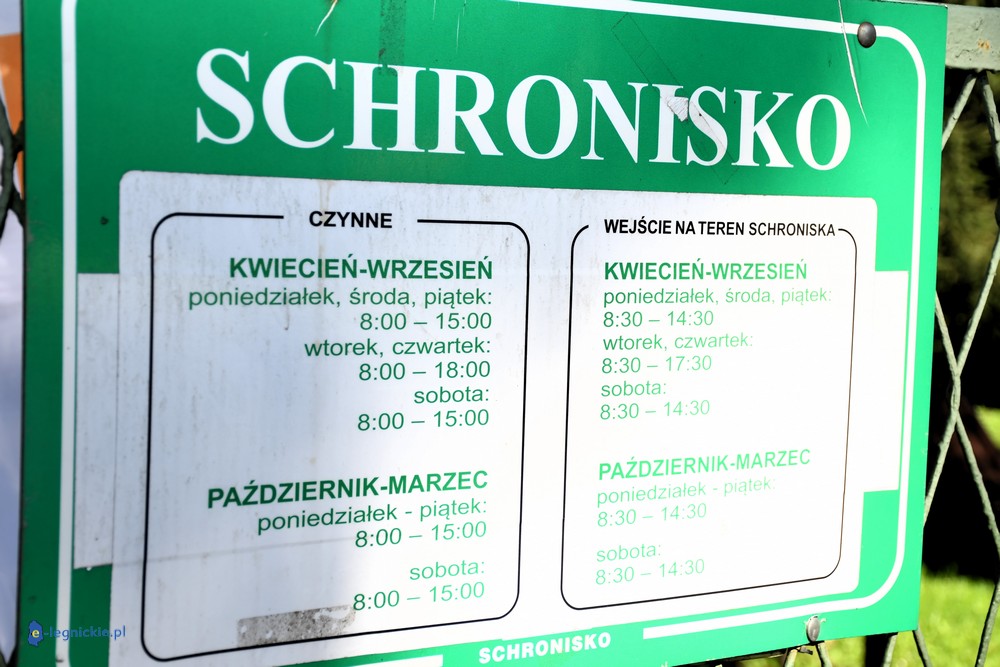 SCHRONISKO
CZYNNE
KWIECIEŃ-WRZESIEŃ
poniedziałek, środa, piątek:
8:00 – 15:00
wtorek, czwartek:
8:00 – 18:00
sobota:
8:00 – 15:00
PAŹDZIERNIK-MARZEC
poniedziałek - piątek:
8:00 – 15:00
sobota:
8:00 – 15:00
WEJŚCIE NA TEREN SCHRONISKA
KWIECIEŃ-WRZESIEŃ
poniedziałek, środa, piątek:
8:30 – 14:30
wtorek, czwartek:
8:30 – 17:30
sobota:
8:30 – 14:30
PAŹDZIERNIK-MARZEC
poniedziałek - piątek:
8:30 – 14:30
sobota:
8:30 – 14:30
SCHRONISKO
e-legnickie.pl